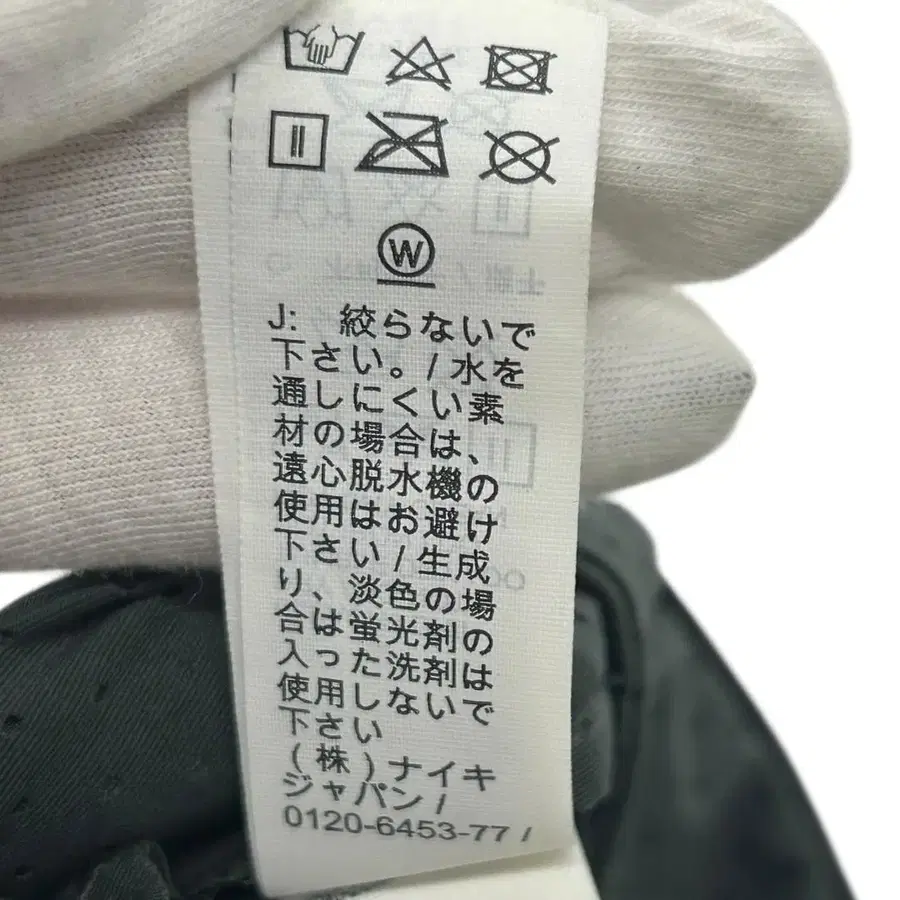 W
J: 絞らないで
下さい。/ 水を
通しにくい素
材の場合は、
遠心脱水機の
使用はお避け
下さい / 生成
り、淡色の場
合は蛍光剤の
入った洗剤は
使用しないで
下さい
(株)ナイキ
ジャパン /
0120-6453-77 /